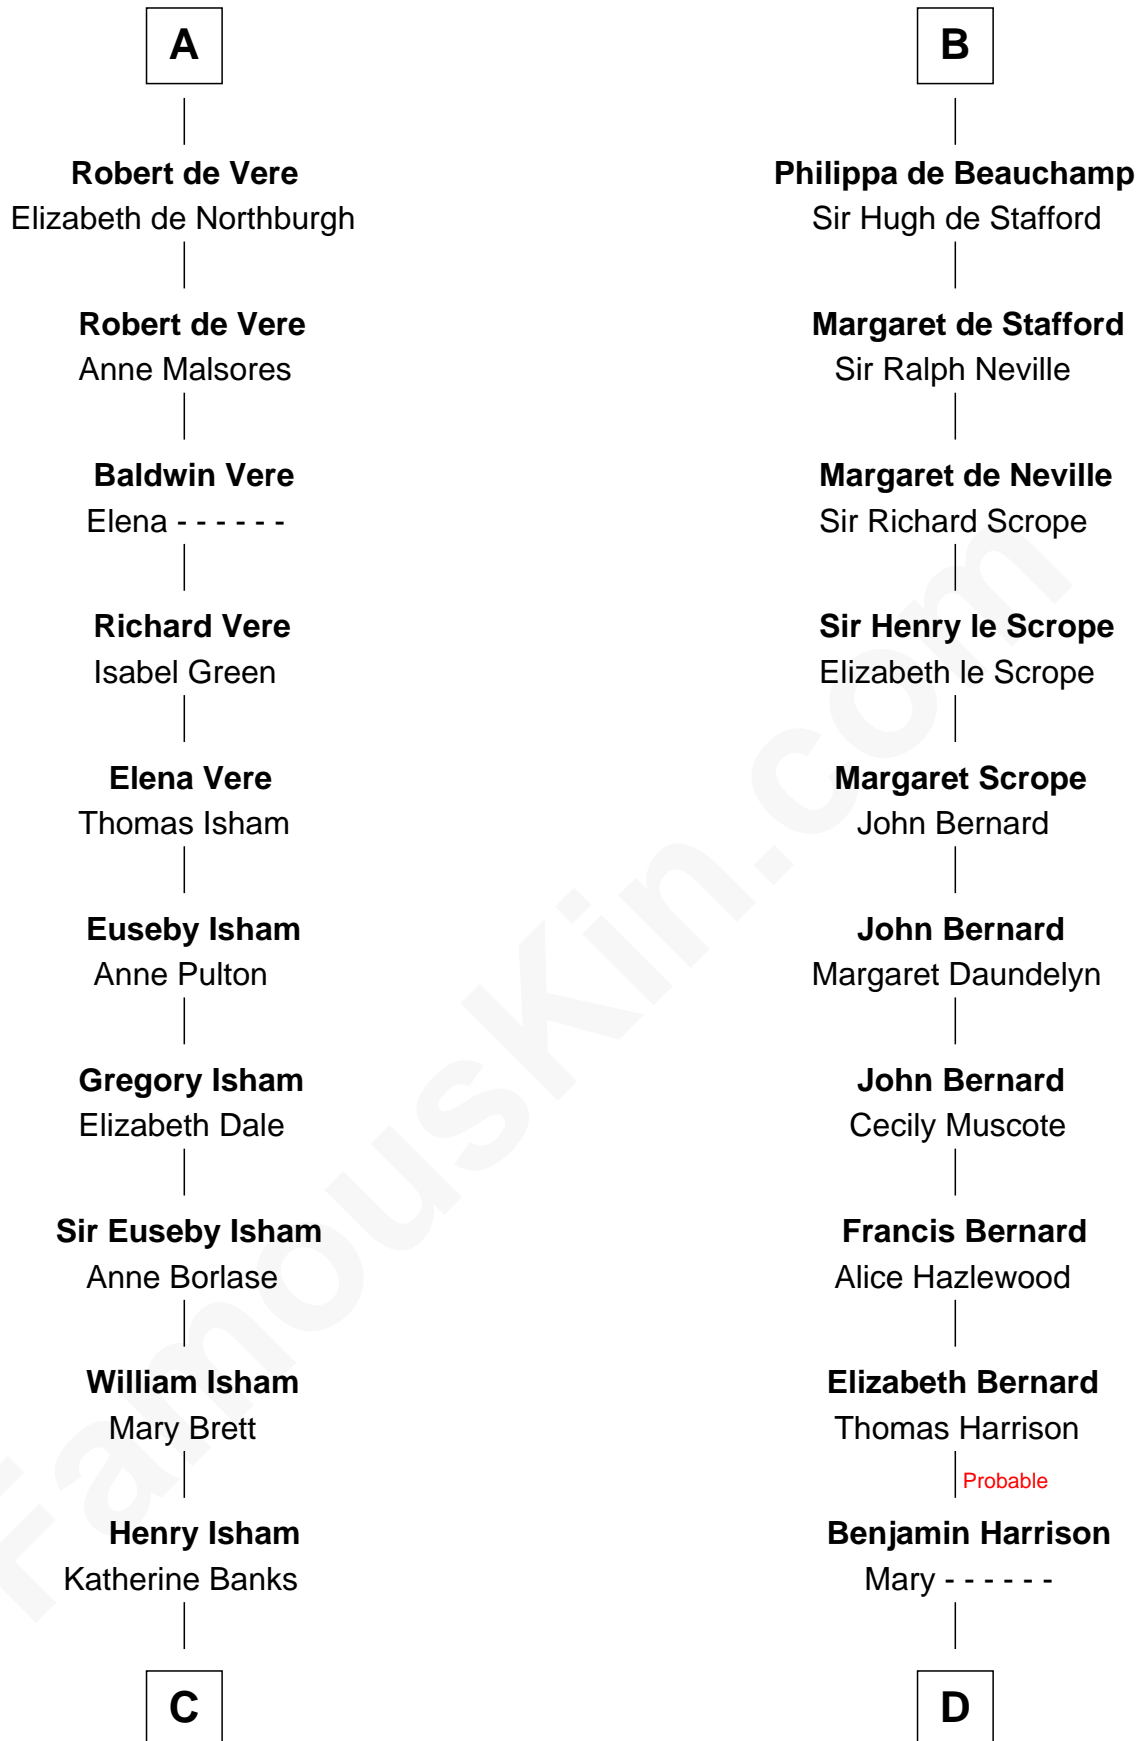 A
Robert de Vere
Elizabeth de Northburgh
Robert de Vere
Anne Malsores
Baldwin Vere
Elena - - - - - -
Richard Vere
Isabel Green
Elena Vere
Thomas Isham
Euseby Isham
Anne Pulton
Gregory Isham
Elizabeth Dale
Sir Euseby Isham
Anne Borlase
William Isham
Mary Brett
Henry Isham
Katherine Banks
C
B
Philippa de Beauchamp
Sir Hugh de Stafford
Margaret de Stafford
Sir Ralph Neville
Margaret de Neville
Sir Richard Scrope
Sir Henry le Scrope
Elizabeth le Scrope
Margaret Scrope
John Bernard
John Bernard
Margaret Daundelyn
John Bernard
Cecily Muscote
Francis Bernard
Alice Hazlewood
Elizabeth Bernard
Thomas Harrison
Probable
Benjamin Harrison
Mary - - - - - -
D
FamousKin.com